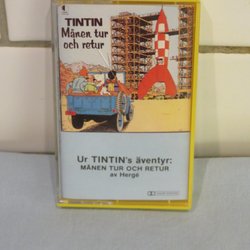 TINTIN
Månen tur
och retur
Ur TINTIN's äventyr:
MÅNEN TUR OCH RETUR
av Hergé